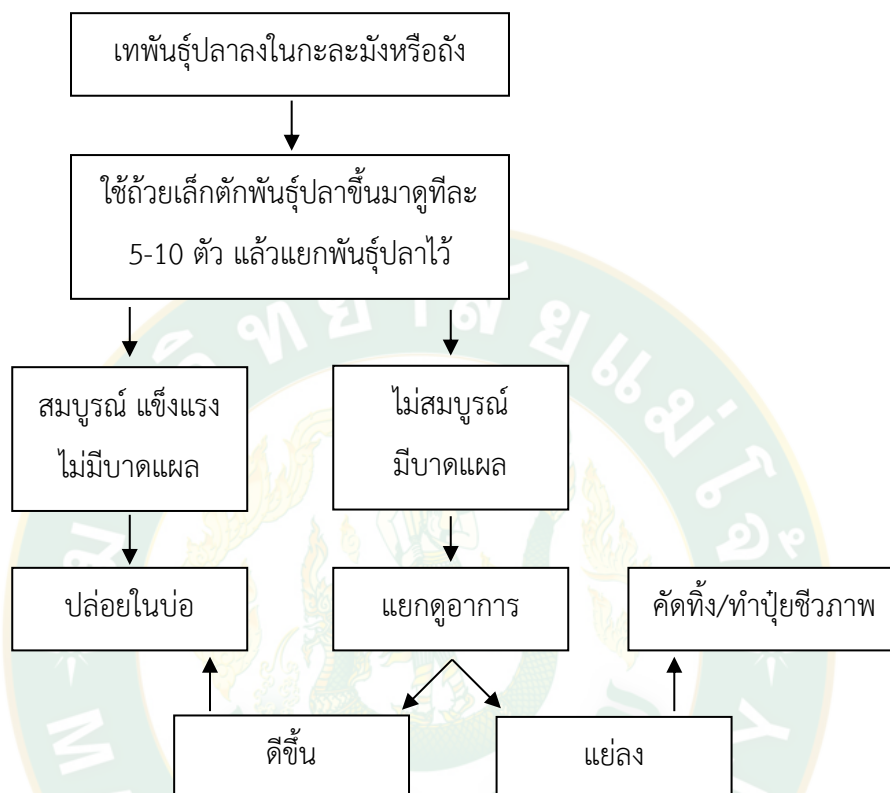 เทพันธุ์ปลาลงในกะละมังหรือถัง
ใช้ถ้วยเล็กตักพันธุ์ปลาขึ้นมาดูทีละ
5-10 ตัว แล้วแยกพันธุ์ปลาไว้
สมบูรณ์ แข็งแรง
ไม่มีบาดแผล
ไม่สมบูรณ์
มีบาดแผล
ปล่อยในบ่อ
แยกดูอาการ
คัดทิ้ง/ทำปุ๋ยชีวภาพ
ดีขึ้น
แย่ลง